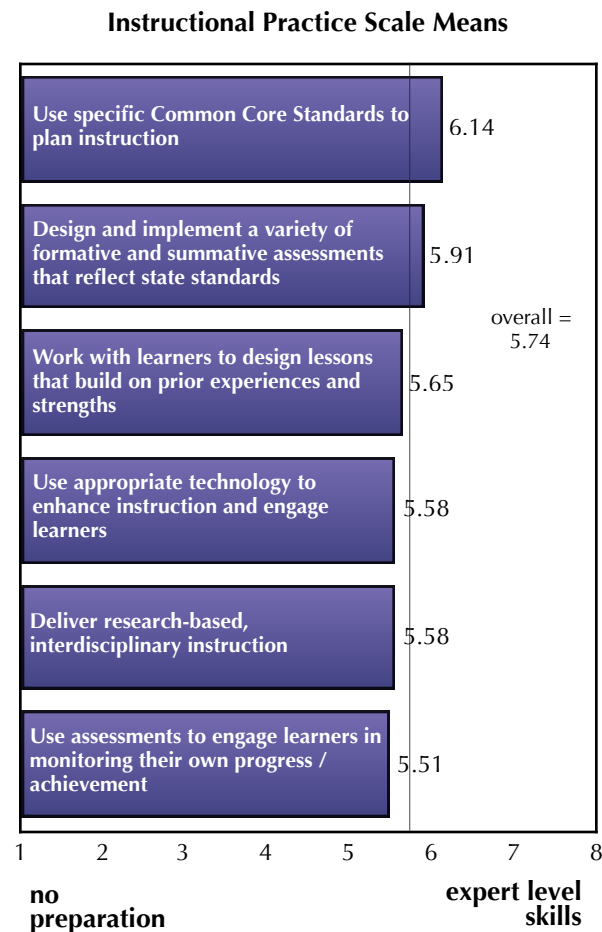 Instructional Practice Scale Means
Use specific Common Core Standards to
plan instruction
6.14
Design and implement a variety of
formative and summative assessments
that reflect state standards
5.91
overall =
5.74
Work with learners to design lessons
that build on prior experiences and
strengths
5.65
Use appropriate technology to
enhance instruction and engage
learners
5.58
Deliver research-based,
interdisciplinary instruction
5.58
Use assessments to engage learners in
monitoring their own progress /
achievement
5.51
1 2 3 4 5 6 7 8
no
preparation
expert level
skills